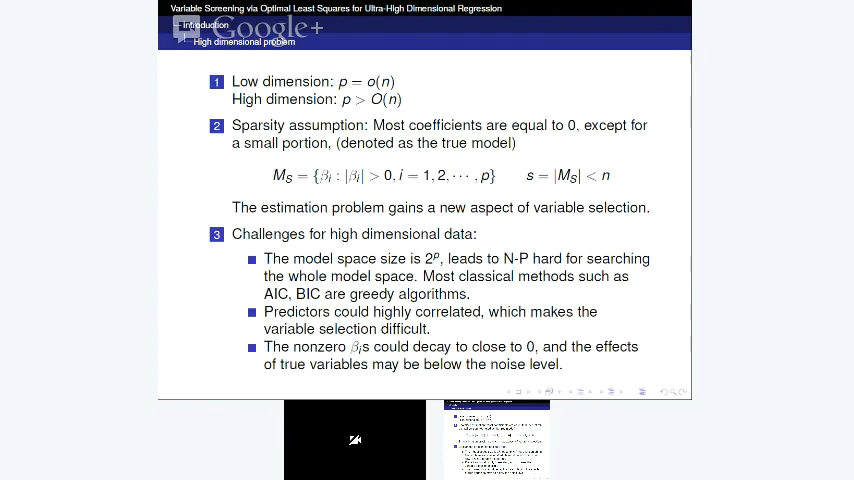 Variable Screening via Optimal Least Squares for Ultra-High Dimensional Regression
Introduction
Google+
High dimensional problem
1 Low dimension: p = o(n)
High dimension: p > O(n)
2 Sparsity assumption: Most coefficients are equal to 0, except for
a small portion, (denoted as the true model)
M_S = {β_i : |β_i| > 0, i = 1, 2, ⋯ , p} s = |M_S| < n
The estimation problem gains a new aspect of variable selection.
3 Challenges for high dimensional data:
The model space size is 2^p, leads to N-P hard for searching
the whole model space. Most classical methods such as
AIC, BIC are greedy algorithms.
Predictors could highly correlated, which makes the
variable selection difficult.
The nonzero β_i s could decay to close to 0, and the effects
of true variables may be below the noise level.